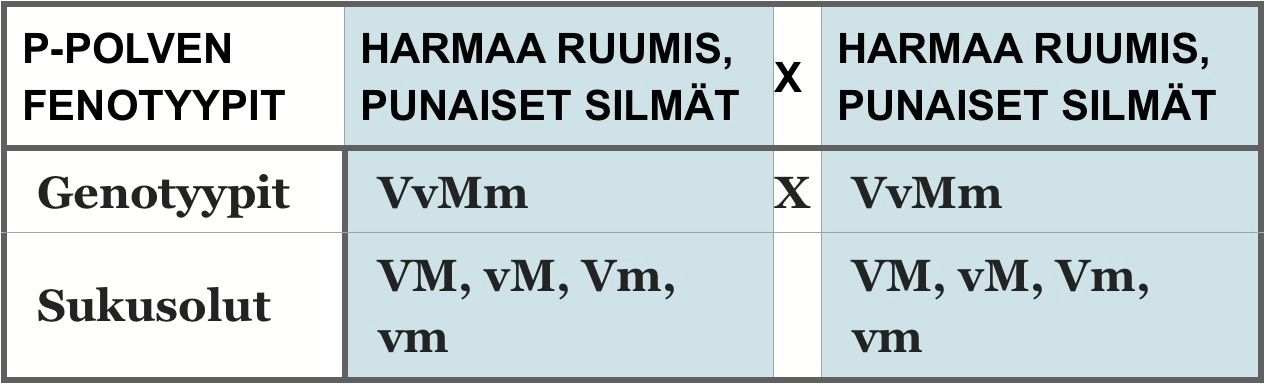 P-POLVEN FENOTYYPIT
HARMAA RUUMIS, PUNAISET SILMÄT
X
HARMAA RUUMIS, PUNAISET SILMÄT
Genotyypit
VvMm
X
VvMm
Sukusolut
VM, vM, Vm,
vm
VM, vM, Vm,
vm